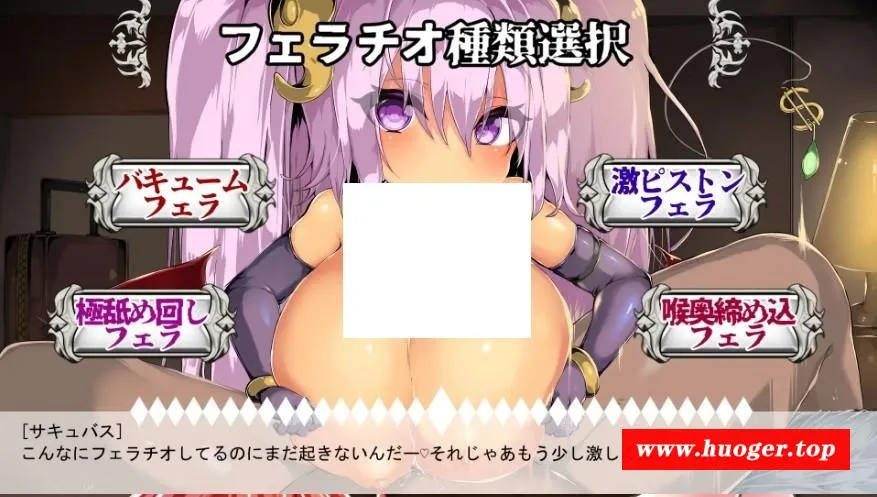 フェラチオ種類選択
バキューム
フェラ
激ピストン
フェラ
極舐め回し
フェラ
喉奥締め込
フェラ
[サキュバス]
こんなにフェラチオしてるのにまだ起きないんだ―♡それじゃあもう少し激し
www.huoger.top